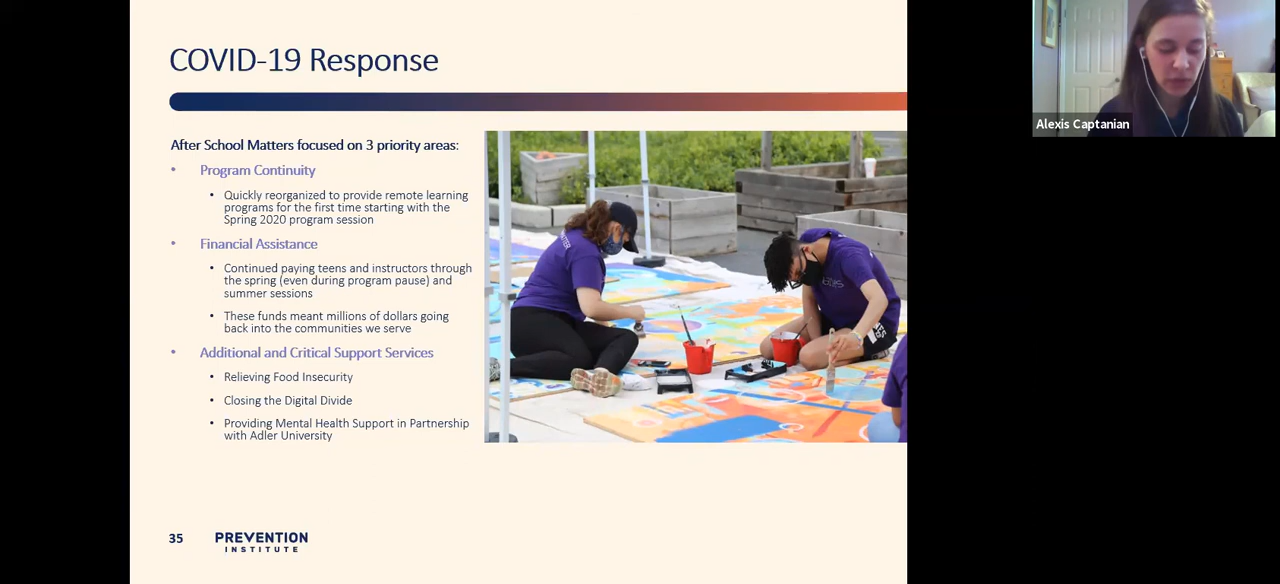 COVID-19 Response
After School Matters focused on 3 priority areas:
• Program Continuity
• Quickly reorganized to provide remote learning
programs for the first time starting with the
Spring 2020 program session
• Financial Assistance
• Continued paying teens and instructors through
the spring (even during program pause) and
summer sessions
• These funds meant millions of dollars going
back into the communities we serve
• Additional and Critical Support Services
• Relieving Food Insecurity
• Closing the Digital Divide
• Providing Mental Health Support in Partnership
with Adler University
35
PREVENTION
INSTITUTE
Alexis Captanian